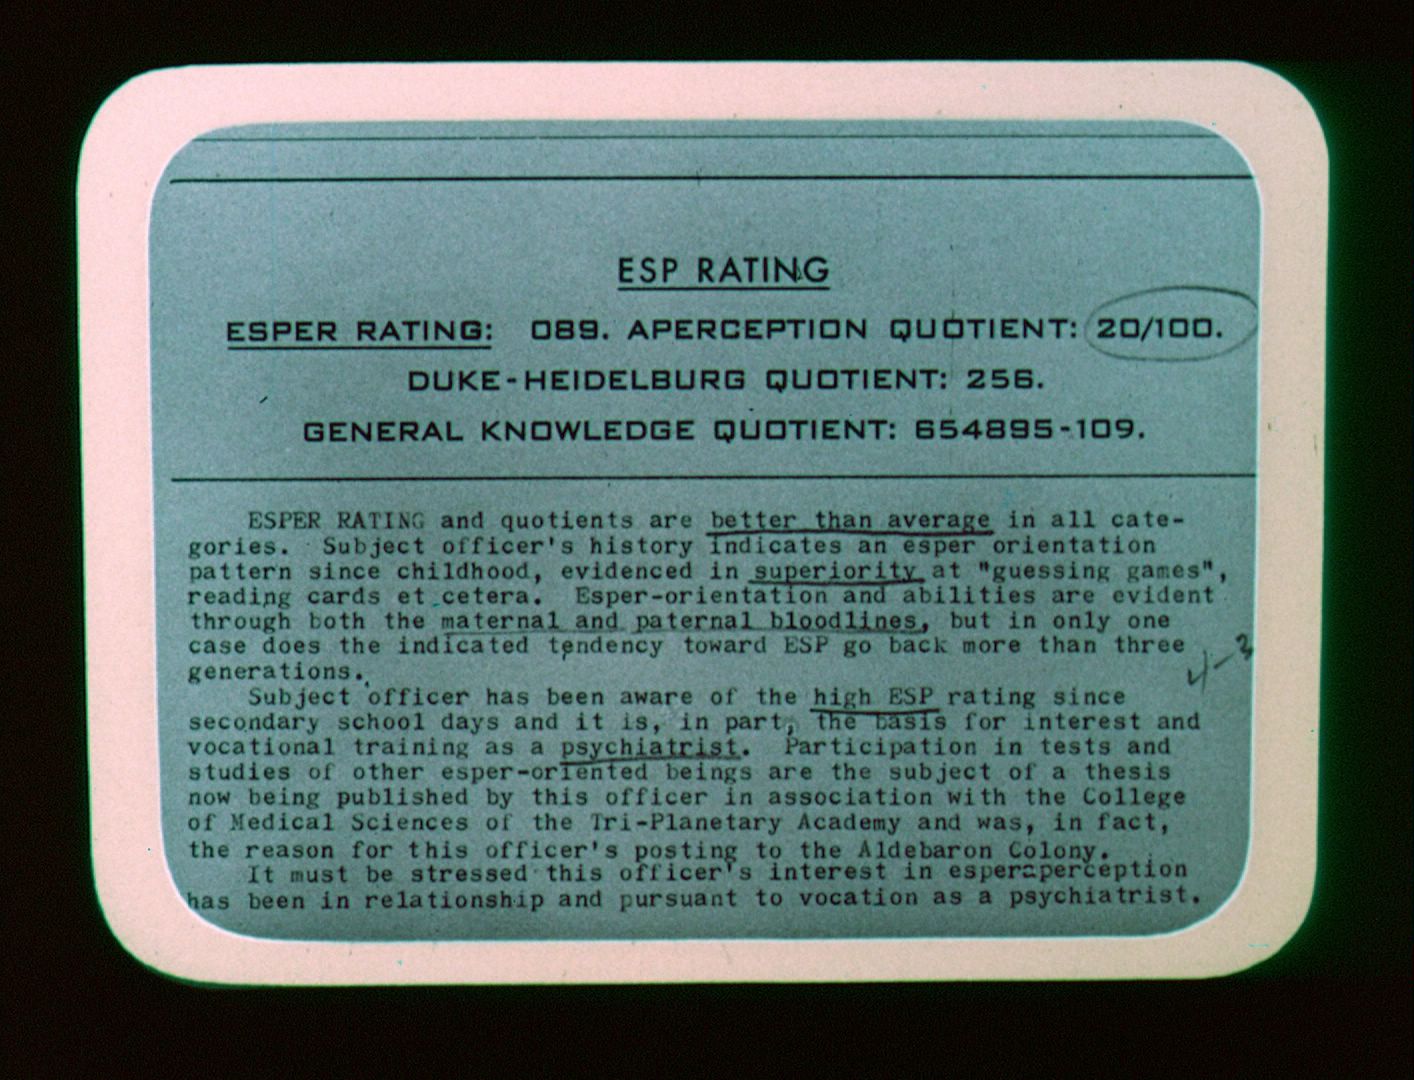 ESP RATING
ESPER RATING: 089. APERCEPTION QUOTIENT: 20/100.
DUKE-HEIDELBURG QUOTIENT: 256.
GENERAL KNOWLEDGE QUOTIENT: 654895-109.
ESPER RATING and quotients are better than average in all cate-
gories. Subject officer's history indicates an esper orientation
pattern since childhood, evidenced in superiority at "guessing games",
reading cards et cetera. Esper-orientation and abilities are evident
through both the maternal and paternal bloodlines, but in only one
case does the indicated tendency toward ESP go back more than three
generations.
4-3
Subject officer has been aware of the high ESP rating since
secondary school days and it is, in part, the basis for interest and
vocational training as a psychiatrist. Participation in tests and
studies of other esper-oriented beings are the subject of a thesis
now being published by this officer in association with the College
of Medical Sciences of the Tri-Planetary Academy and was, in fact,
the reason for this officer's posting to the Aldebaron Colony.
It must be stressed this officer's interest in esperaperception
has been in relationship and pursuant to vocation as a psychiatrist.